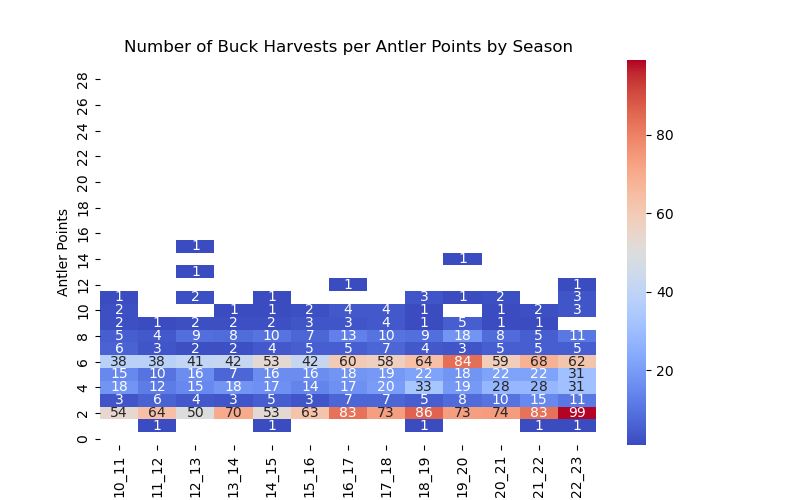 Number of Buck Harvests per Antler Points by Season
Antler Points
28
26
24
22
20
18
16
1
14 1
1
12 1 1
1 2 1 3 1 2 3
10 2 1 1 2 4 4 1 1 2 3
2 1 2 2 2 3 3 4 1 5 1 1
8 5 4 9 8 10 7 13 10 9 18 8 5 11
6 3 2 2 4 5 5 7 4 3 5 5 5
6 38 38 41 42 53 42 60 58 64 84 59 68 62
15 10 16 7 16 16 18 19 22 18 22 22 31
4 18 12 15 18 17 14 17 20 33 19 28 28 31
3 6 4 3 5 3 7 7 5 8 10 15 11
2 54 64 50 70 53 63 83 73 86 73 74 83 99
1 1 1 1 1
0
10_11 11_12 12_13 13_14 14_15 15_16 16_17 17_18 18_19 19_20 20_21 21_22 22_23
80
60
40
20